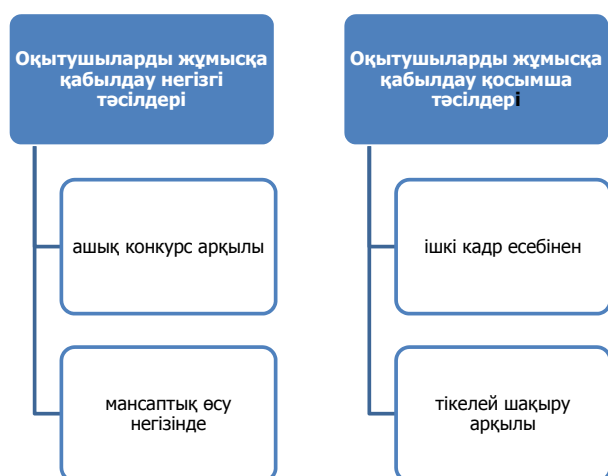 Оқытушыларды жұмысқа
қабылдау негізгі
тәсілдері
ашық конкурс арқылы
мансаптық өсу
негізінде
Оқытушыларды жұмысқа
қабылдау қосымша
тәсілдері
ішкі кадр есебінен
тікелей шақыру
арқылы